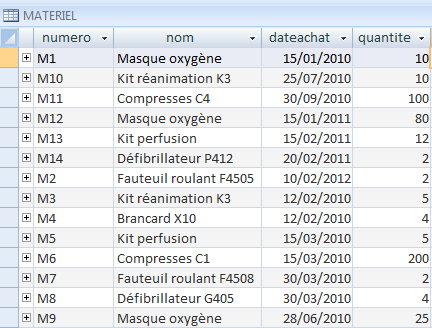 MATERIEL
numero nom dateachat quantite
M1 Masque oxygène 15/01/2010 10
M10 Kit réanimation K3 25/07/2010 10
M11 Compresses C4 30/09/2010 100
M12 Masque oxygène 15/01/2011 80
M13 Kit perfusion 15/02/2011 12
M14 Défibrillateur P412 20/02/2011 2
M2 Fauteuil roulant F4505 10/02/2012 2
M3 Kit réanimation K3 12/02/2010 5
M4 Brancard X10 12/02/2010 4
M5 Kit perfusion 15/03/2010 5
M6 Compresses C1 15/03/2010 200
M7 Fauteuil roulant F4508 30/03/2010 2
M8 Défibrillateur G405 30/03/2010 4
M9 Masque oxygène 28/06/2010 25